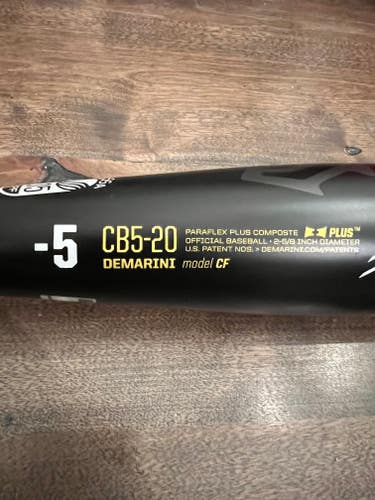 -5
CB5-20
DEMARINI model CF
PARAFLEX PLUS COMPOSTE
OFFICIAL BASEBALL • 2-5/8 INCH DIAMETER
U.S. PATENT NOS. > DEMARINI.COM/PATENTS
PLUS™